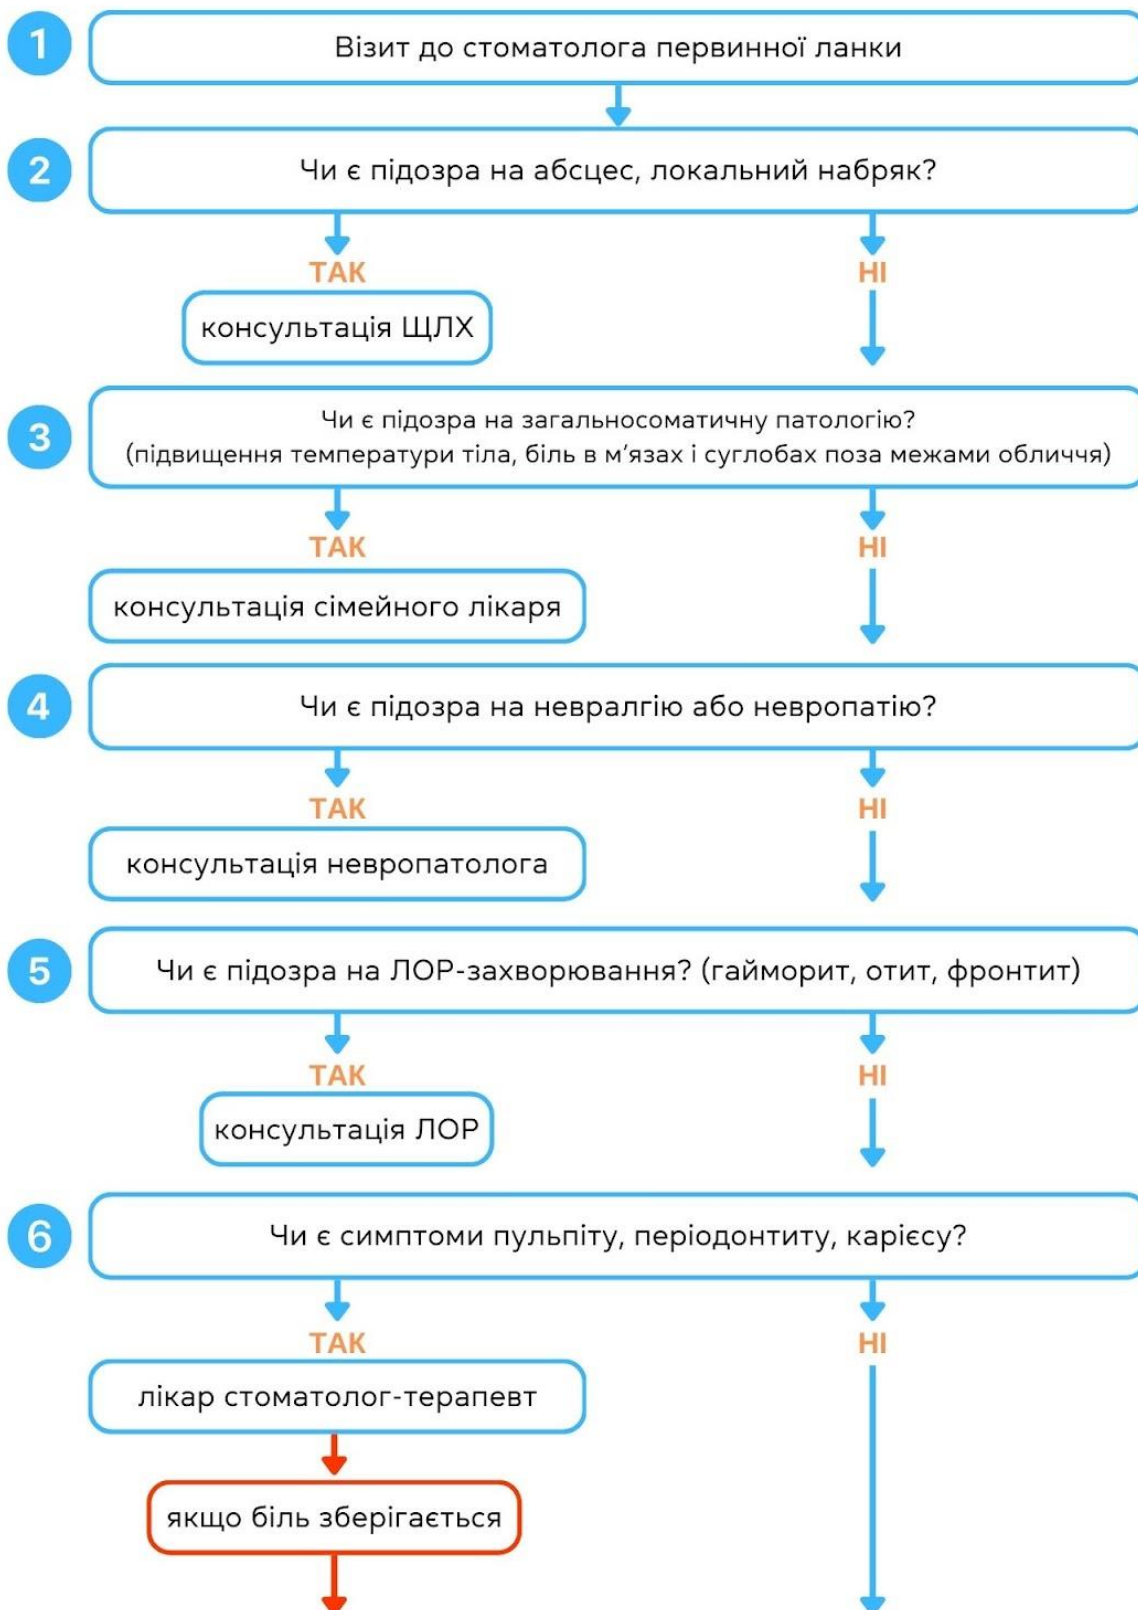 1
Візит до стоматолога первинної ланки
2
Чи є підозра на абсцес, локальний набряк?
ТАК
НІ
консультація ЩЛХ
3
Чи є підозра на загальносоматичну патологію?
(підвищення температури тіла, біль в м’язах і суглобах поза межами обличчя)
ТАК
НІ
консультація сімейного лікаря
4
Чи є підозра на невралгію або невропатію?
ТАК
НІ
консультація невропатолога
5
Чи є підозра на ЛОР-захворювання? (гайморит, отит, фронтит)
ТАК
НІ
консультація ЛОР
6
Чи є симптоми пульпіту, періодонтиту, карієсу?
ТАК
НІ
лікар стоматолог-терапевт
якщо біль зберігається